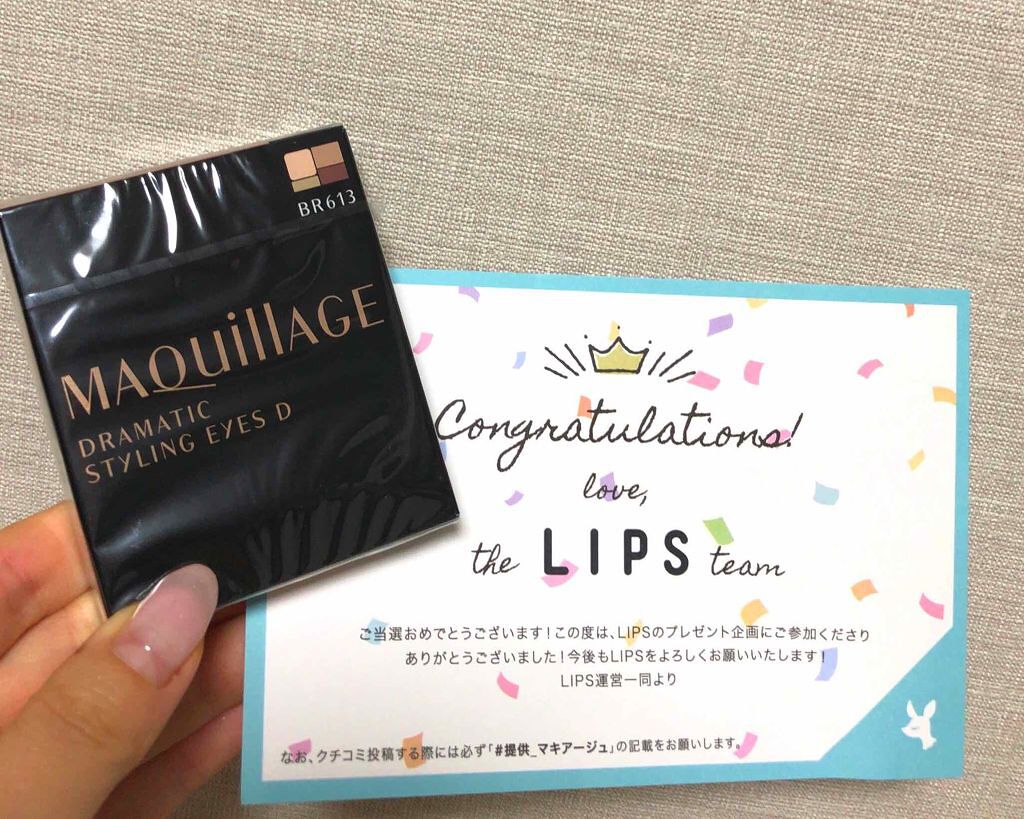 BR613
MAQuillAGE
DRAMATIC
STYLING EYES D
Congratulations!
love,
the LIPS team
ご当選おめでとうございます!この度は、LIPSのプレゼント企画にご参加くださり
ありがとうございました!今後もLIPSをよろしくお願いいたします!
LIPS運営一同より
なお、クチコミ投稿する際には必ず「#提供_マキアージュ」の記載をお願いします。